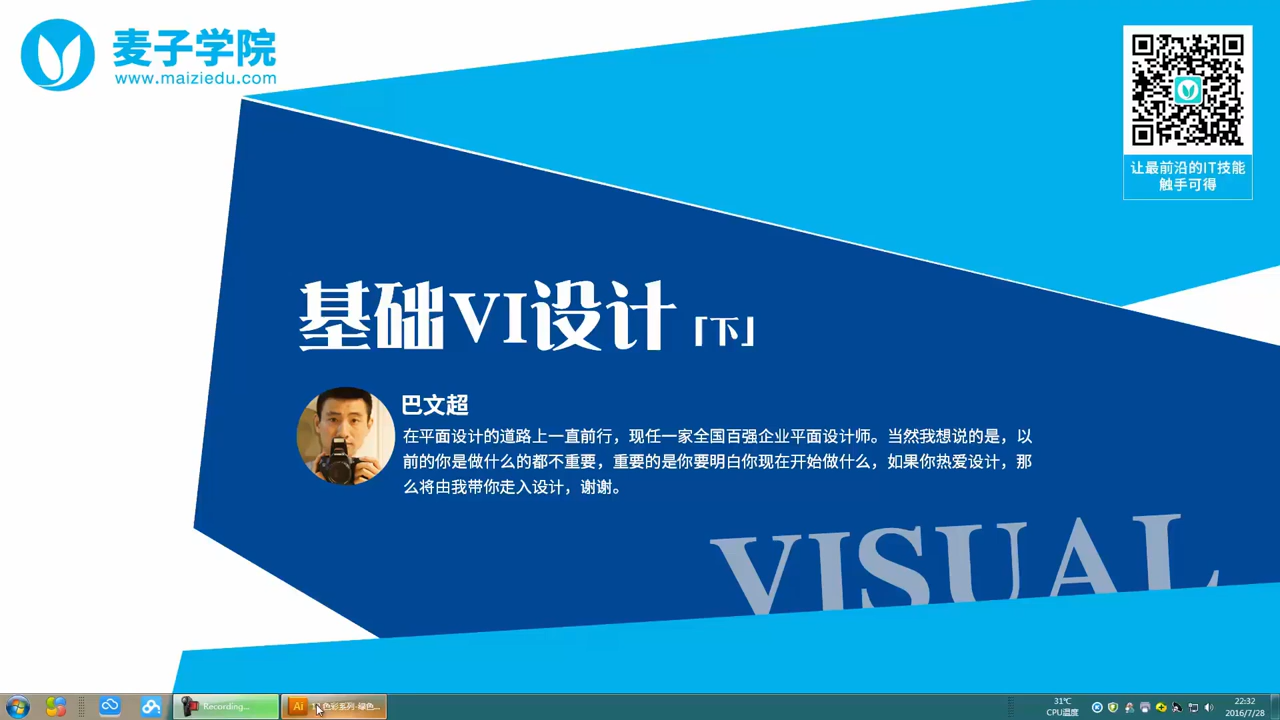 麦子学院
www.maiziedu.com
让最前沿的IT技能
触手可得
基础VI设计「下」
巴文超
在平面设计的道路上一直前行，现任一家全国百强企业平面设计师。当然我想说的是，以
前的你是做什么的都不重要，重要的是你要明白你现在开始做什么，如果你热爱设计，那
么将由我带你走入设计，谢谢。
VISUAL
Recording...
色彩系列-绿色...
31℃
CPU温度
22:32
2016/7/28